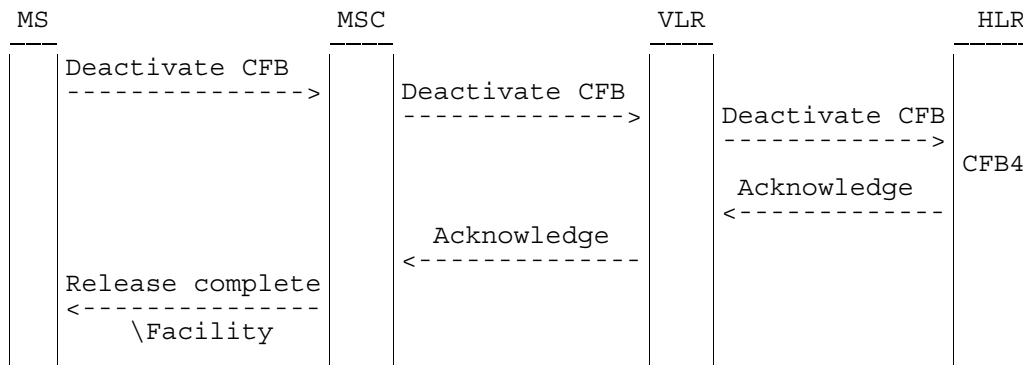 MS MSC VLR HLR
Deactivate CFB
--------------->
Deactivate CFB
-------------->
Deactivate CFB
------------->
CFB4
Acknowledge
<-------------
Acknowledge
<--------------
Release complete
<---------------
\Facility